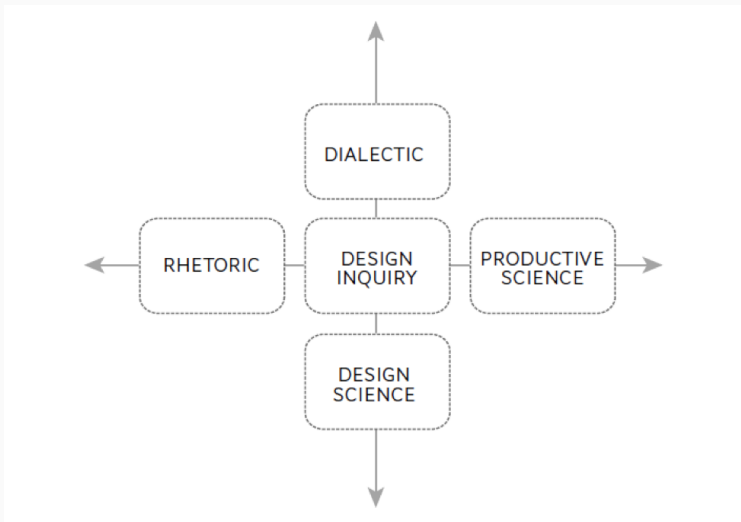 DIALECTIC
RHETORIC
DESIGN
INQUIRY
PRODUCTIVE
SCIENCE
DESIGN
SCIENCE